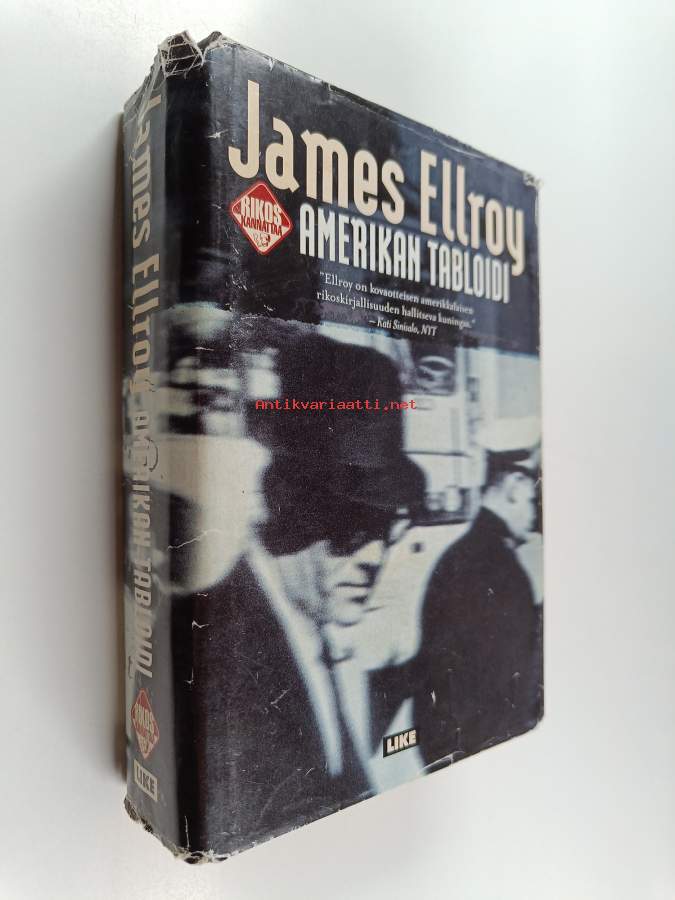 James Ellroy
RIKOS
KANNATTAA
AMERIKAN TABLOIDI
"Ellroy on kovaotteisen amerikkalaisen
rikoskirjallisuuden hallitseva kuningas."
– Kati Sinisalo, NYT
Antikvariaatti.net
LIKE
James Ellroy AMERIKAN TABLOIDI
RIKOS
LIKE